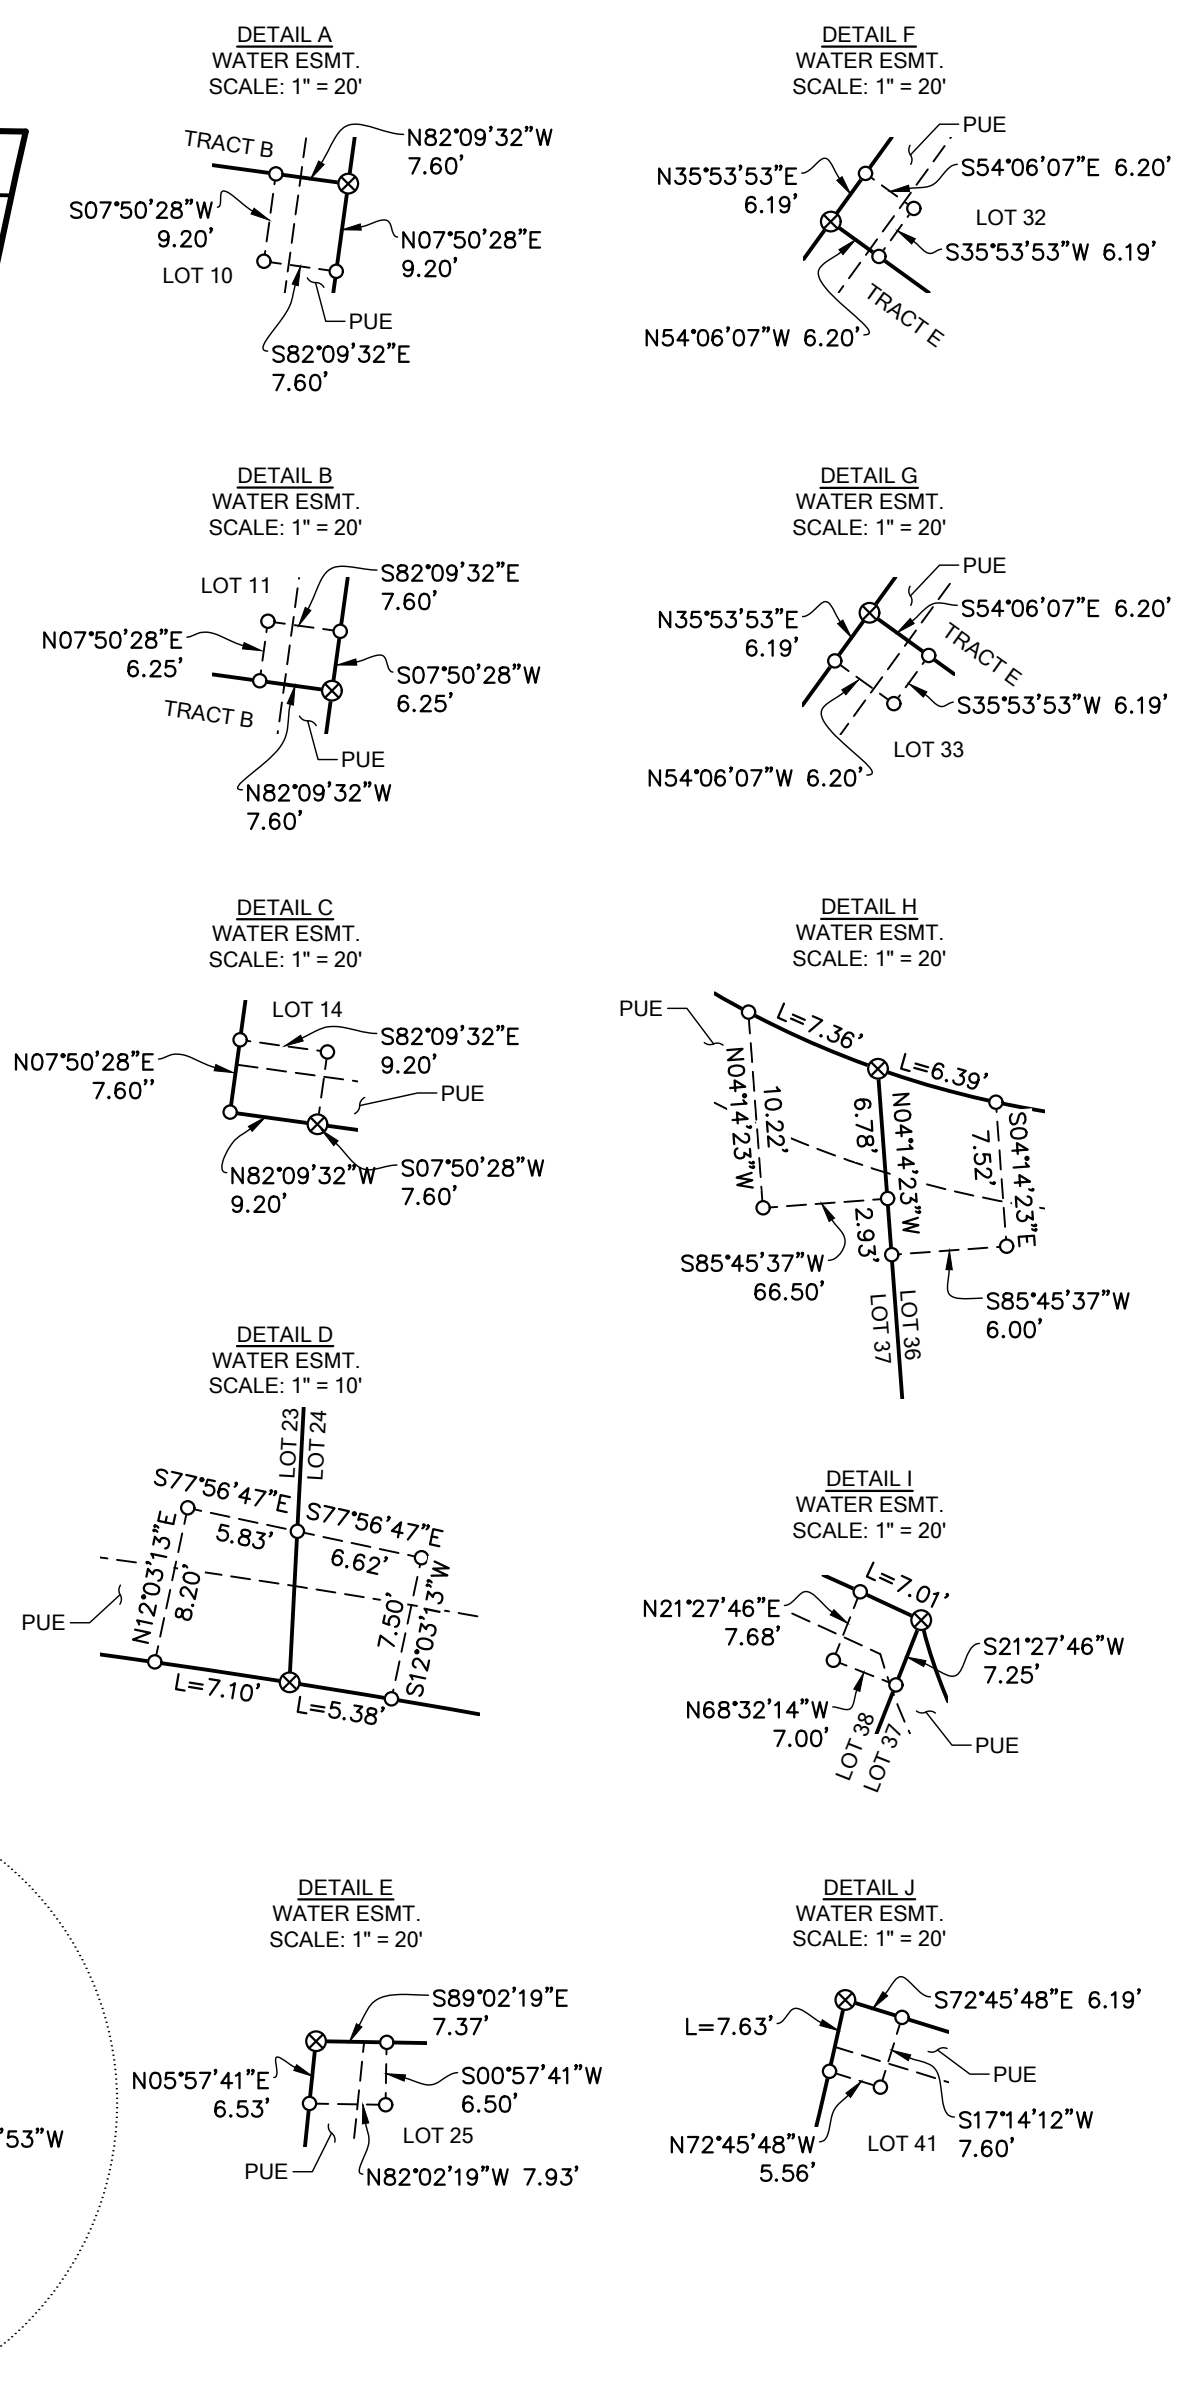 DETAIL A
WATER ESMT.
SCALE: 1" = 20'
TRACT B
N82°09'32"W
7.60'
S07°50'28"W
9.20'
N07°50'28"E
9.20'
LOT 10
PUE
S82°09'32"E
7.60'
DETAIL B
WATER ESMT.
SCALE: 1" = 20'
LOT 11
S82°09'32"E
7.60'
N07°50'28"E
6.25'
S07°50'28"W
6.25'
TRACT B
PUE
N82°09'32"W
7.60'
DETAIL C
WATER ESMT.
SCALE: 1" = 20'
LOT 14
S82°09'32"E
9.20'
N07°50'28"E
7.60"
PUE
N82°09'32"W
9.20'
S07°50'28"W
7.60'
DETAIL D
WATER ESMT.
SCALE: 1" = 10'
LOT 23
LOT 24
S77°56'47"E
5.83'
S77°56'47"E
6.62'
N12°03'13"E
8.20'
7.50'
S12°03'13"W
PUE
L=7.10'
L=5.38'
DETAIL E
WATER ESMT.
SCALE: 1" = 20'
S89°02'19"E
7.37'
N05°57'41"E
6.53'
S00°57'41"W
6.50'
LOT 25
PUE
N82°02'19"W 7.93'
'53"W
DETAIL F
WATER ESMT.
SCALE: 1" = 20'
PUE
N35°53'53"E
6.19'
S54°06'07"E 6.20'
LOT 32
S35°53'53"W 6.19'
TRACT E
N54°06'07"W 6.20'
DETAIL G
WATER ESMT.
SCALE: 1" = 20'
PUE
N35°53'53"E
6.19'
S54°06'07"E 6.20'
TRACT E
S35°53'53"W 6.19'
LOT 33
N54°06'07"W 6.20'
DETAIL H
WATER ESMT.
SCALE: 1" = 20'
PUE
L=7.36'
L=6.39'
N04°14'23"W
10.22'
6.78'
N04°14'23"W
7.52'
S04°14'23"E
2.93'
S85°45'37"W
66.50'
S85°45'37"W
6.00'
LOT 37
LOT 36
DETAIL I
WATER ESMT.
SCALE: 1" = 20'
L=7.01'
N21°27'46"E
7.68'
S21°27'46"W
7.25'
N68°32'14"W
7.00'
LOT 38
LOT 37
PUE
DETAIL J
WATER ESMT.
SCALE: 1" = 20'
S72°45'48"E 6.19'
L=7.63'
PUE
S17°14'12"W
7.60'
N72°45'48"W
5.56'
LOT 41